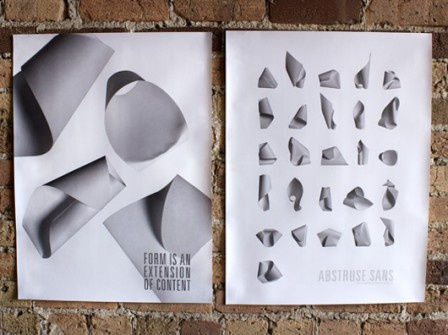 FORM IS AN
EXTENSION
OF CONTENT
ABSTRUSE SANS